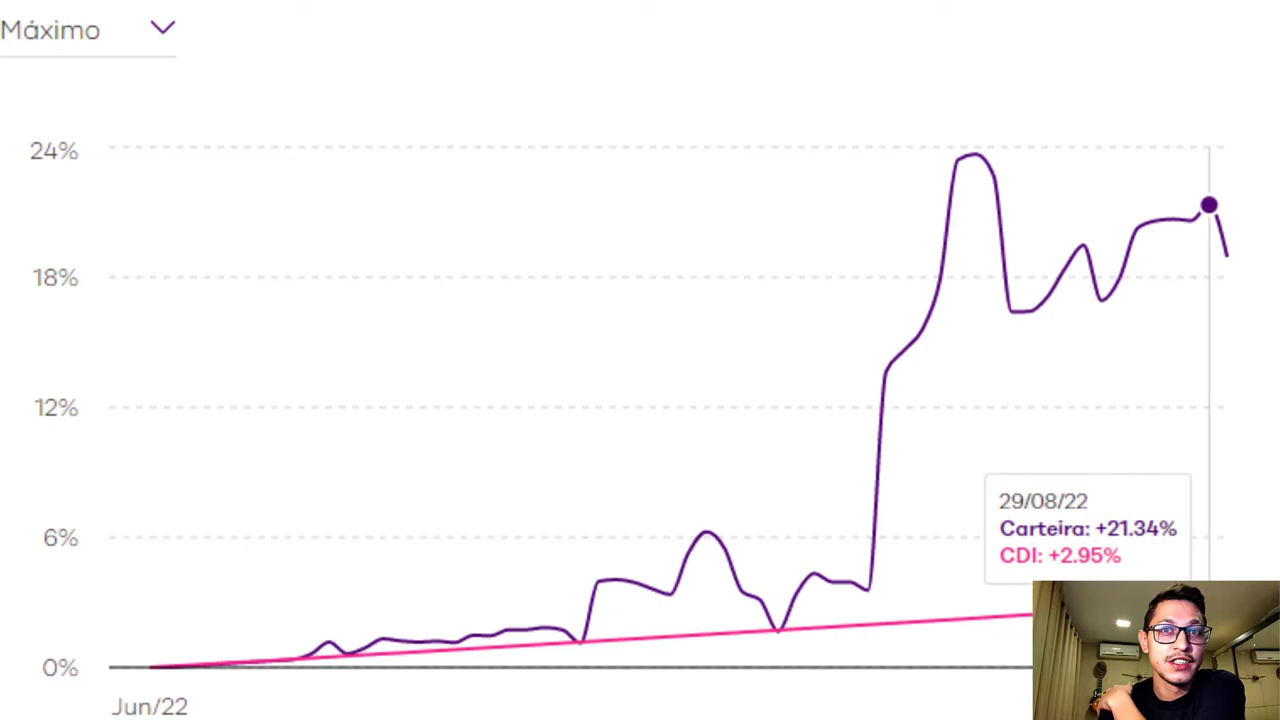 Máximo
24%
18%
12%
6%
0%
29/08/22
Carteira: +21.34%
CDI: +2.95%
Jun/22